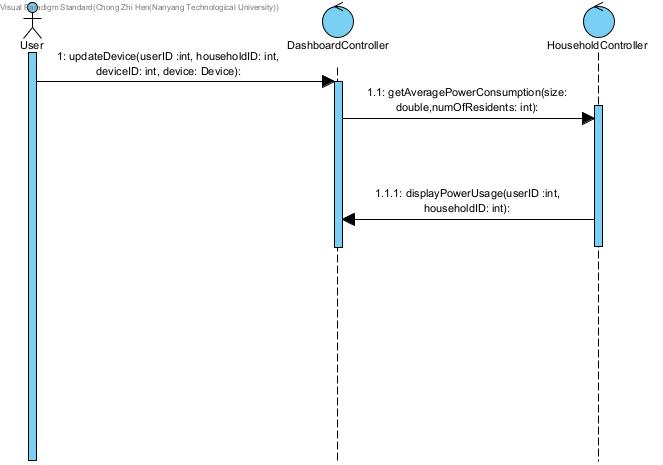 Visual Paradigm Standard(Chong Zhi Hen(Nanyang Technological University))
User
DashboardController
HouseholdController
1: updateDevice(userID :int, householdID: int,
deviceID: int, device: Device):
1.1: getAveragePowerConsumption(size:
double,numOfResidents: int):
1.1.1: displayPowerUsage(userID :int,
householdID: int):